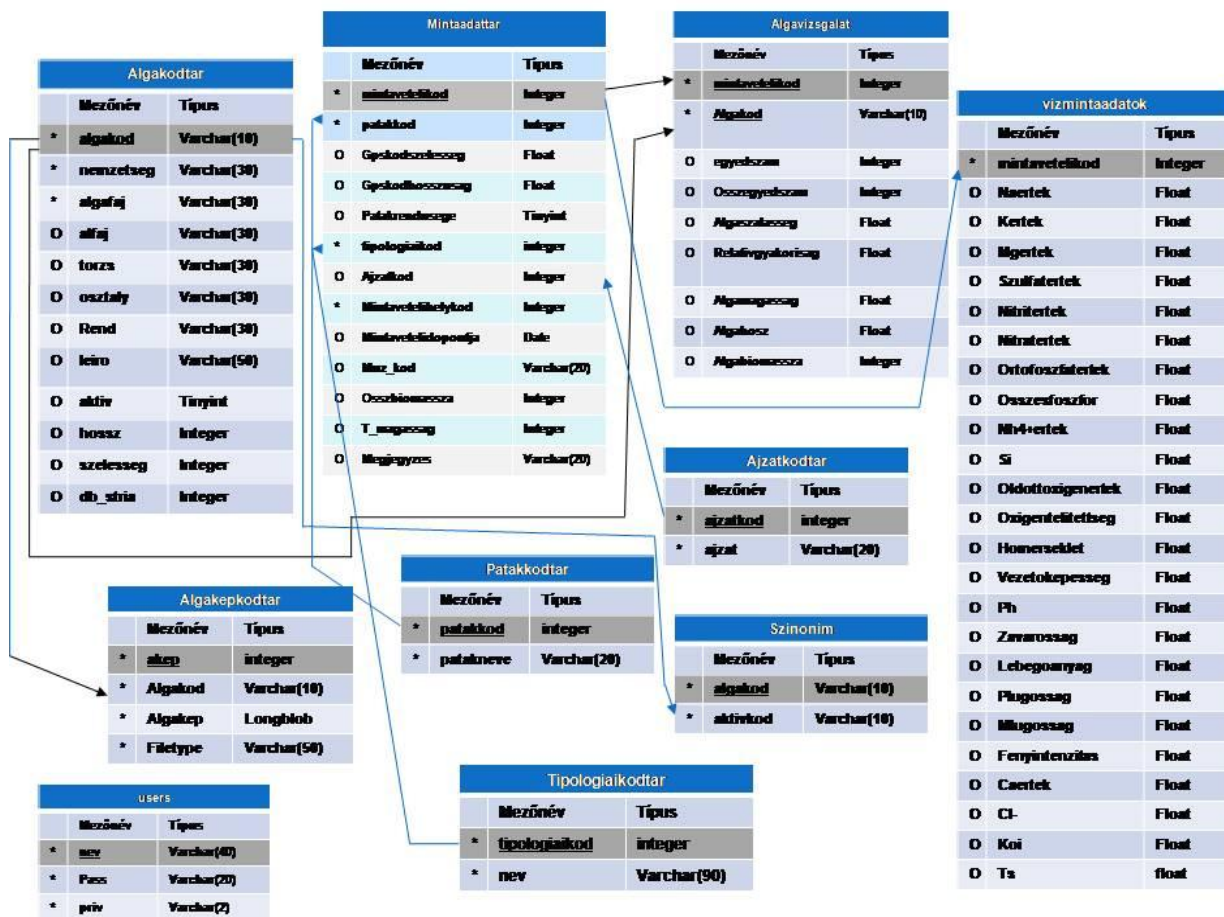 Algakodtar
Mezőnév Típus
* algakod Varchar(10)
* nemzetseg Varchar(30)
* algafaj Varchar(30)
O alfaj Varchar(30)
O torzs Varchar(30)
O osztaly Varchar(30)
O Rend Varchar(30)
O leiro Varchar(50)
O aktiv Tinyint
O hossz Integer
O szelesseg Integer
O db_stria Integer
Mintaadattar
Mezőnév Típus
* mintavetelikod Integer
* patakkod Integer
O Gpskodszelesseg Float
O Gpskodhosszusag Float
O Patakrendusege Tinyint
* tipologiaikod integer
O Ajzatkod Integer
* Mintavetelihelykod Integer
O Mintavetelidopontja Date
O Muz_kod Varchar(20)
O Osszbiomassza Integer
O T_magassag Integer
O Megjegyzes Varchar(20)
Algavizsgalat
Mezőnév Típus
* mintavetelikod Integer
* Algakod Varchar(10)
O egyedszam Integer
O Osszegyedszam Integer
O Algaszalasseg Float
O Relativgyakorisag Float
O Algamagassag Float
O Algahosz Float
O Algabiomassza Integer
vizmintaadatok
Mezőnév Típus
* mintavetelikod Integer
O Naertek Float
O Kertek Float
O Mgertek Float
O Szulfatertek Float
O Nitritertek Float
O Nitratertek Float
O Ortofoszfatertek Float
O Osszesfoszfor Float
O Nh4+ertek Float
O Si Float
O Oldottoxigenertek Float
O Oxigentelitettseg Float
O Homerseklet Float
O Vezetokepesseg Float
O Ph Float
O Zavarossag Float
O Lebegoanyag Float
O Plugossag Float
O Mlugossag Float
O Fenyintenzitas Float
O Caertek Float
O Cl- Float
O Koi Float
O Ts float
Ajzatkodtar
Mezőnév Típus
* ajzatkod integer
* ajzat Varchar(20)
Patakkodtar
Mezőnév Típus
* patakkod integer
* patakneve Varchar(20)
Algakepkodtar
Mezőnév Típus
* akep integer
* Algakod Varchar(10)
* Algakep Longblob
* Filetype Varchar(50)
Szinonim
Mezőnév Típus
* algakod Varchar(10)
* aktivkod Varchar(10)
Tipologiaikodtar
Mezőnév Típus
* tipologiaikod integer
* nev Varchar(90)
users
Mezőnév Típus
* nev Varchar(40)
* Pass Varchar(20)
* priv Varchar(2)